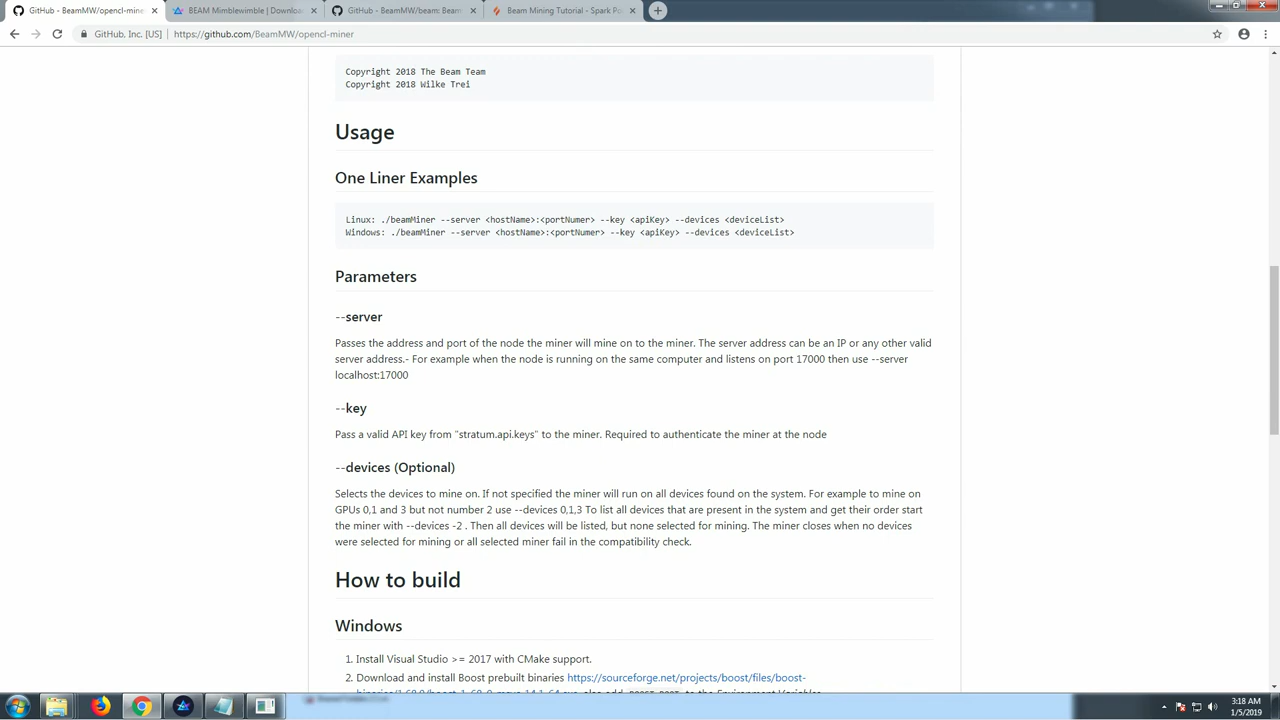 GitHub - BeamMW/opencl-mine
BEAM Mimblewimble | Downloa
GitHub - BeamMW/beam: Beam
Beam Mining Tutorial - Spark Po
GitHub, Inc. [US]
https://github.com/BeamMW/opencl-miner
Copyright 2018 The Beam Team
Copyright 2018 Wilke Trei
Usage
One Liner Examples
Linux: ./beamMiner --server <hostName>:<portNumer> --key <apiKey> --devices <deviceList>
Windows: ./beamMiner --server <hostName>:<portNumer> --key <apiKey> --devices <deviceList>
Parameters
--server
Passes the address and port of the node the miner will mine on to the miner. The server address can be an IP or any other valid
server address.- For example when the node is running on the same computer and listens on port 17000 then use --server
localhost:17000
--key
Pass a valid API key from "stratum.api.keys" to the miner. Required to authenticate the miner at the node
--devices (Optional)
Selects the devices to mine on. If not specified the miner will run on all devices found on the system. For example to mine on
GPUs 0,1 and 3 but not number 2 use --devices 0,1,3 To list all devices that are present in the system and get their order start
the miner with --devices -2 . Then all devices will be listed, but none selected for mining. The miner closes when no devices
were selected for mining or all selected miner fail in the compatibility check.
How to build
Windows
1. Install Visual Studio >= 2017 with CMake support.
2. Download and install Boost prebuilt binaries https://sourceforge.net/projects/boost/files/boost-
3:18 AM
1/5/2019